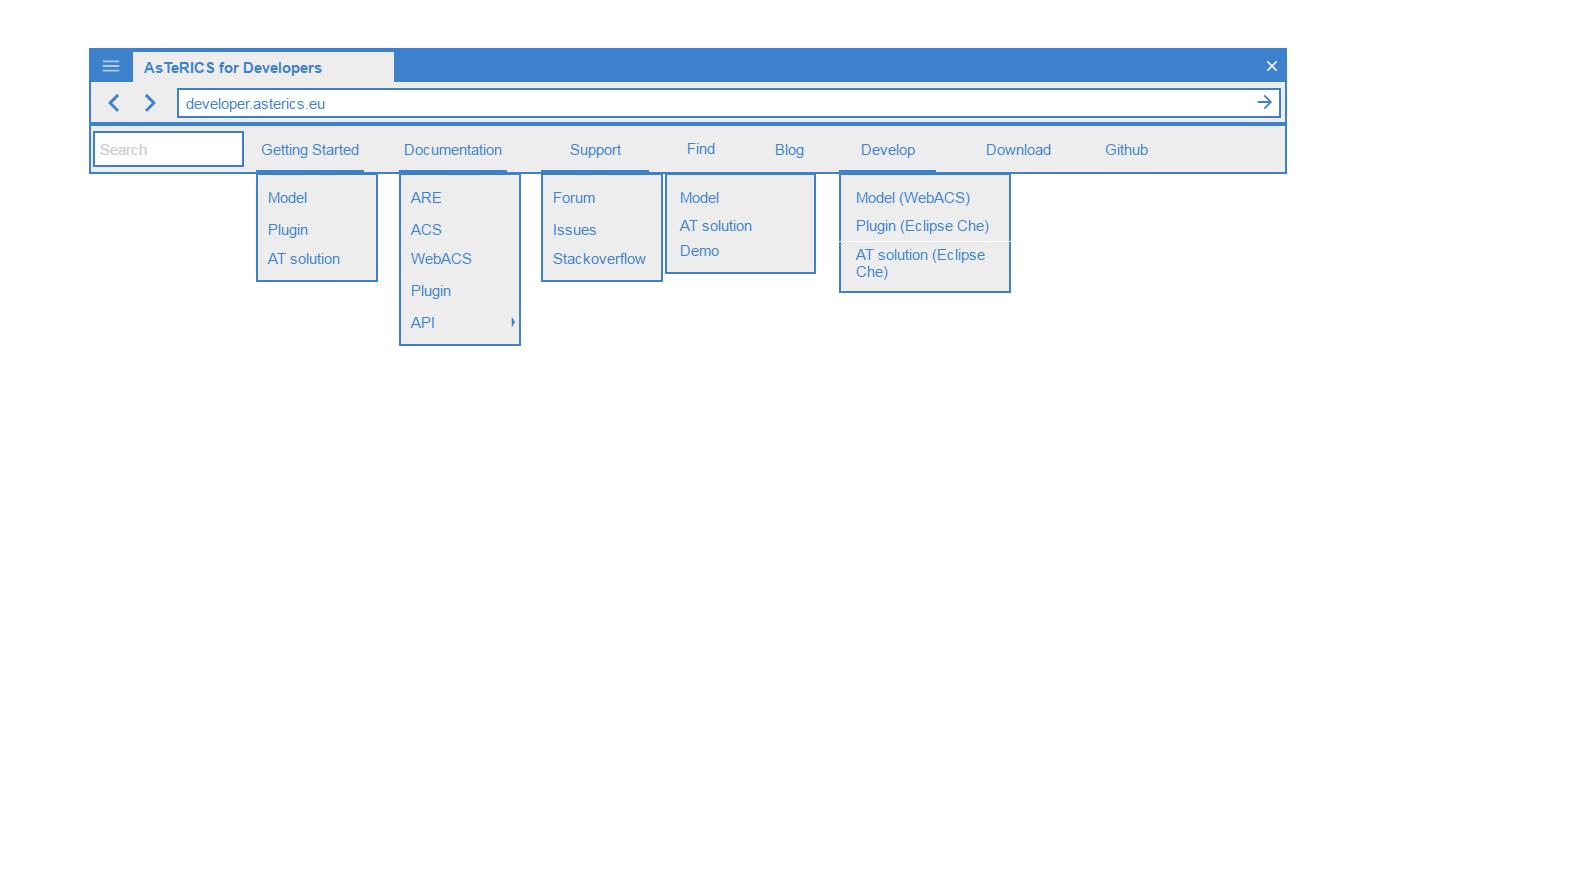 AsTeRICS for Developers
developer.asterics.eu
Search
Getting Started
Documentation
Support
Find
Blog
Develop
Download
Github
Model
Plugin
AT solution
ARE
ACS
WebACS
Plugin
API
Forum
Issues
Stackoverflow
Model
AT solution
Demo
Model (WebACS)
Plugin (Eclipse Che)
AT solution (Eclipse
Che)